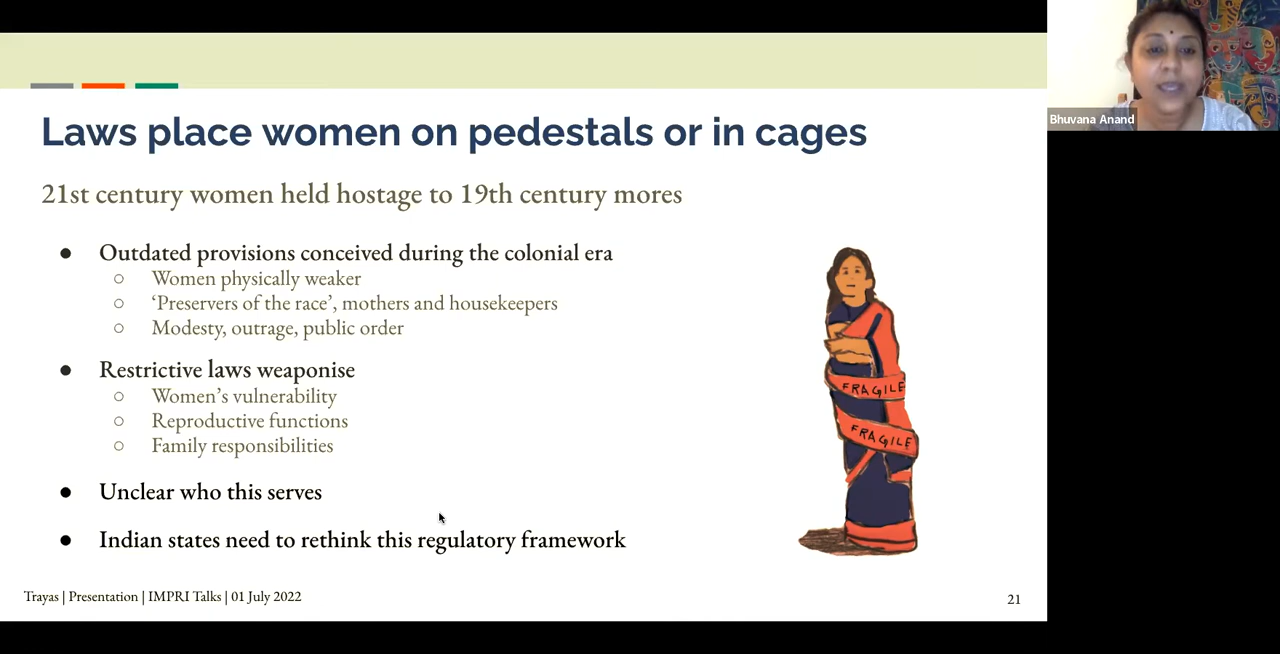 Laws place women on pedestals or in cages
21st century women held hostage to 19th century mores
● Outdated provisions conceived during the colonial era
○ Women physically weaker
○ ‘Preservers of the race’, mothers and housekeepers
○ Modesty, outrage, public order
● Restrictive laws weaponise
○ Women’s vulnerability
○ Reproductive functions
○ Family responsibilities
● Unclear who this serves
● Indian states need to rethink this regulatory framework
FRAGILE
FRAGILE
Trayas | Presentation | IMPRI Talks | 01 July 2022
21
Bhuvana Anand